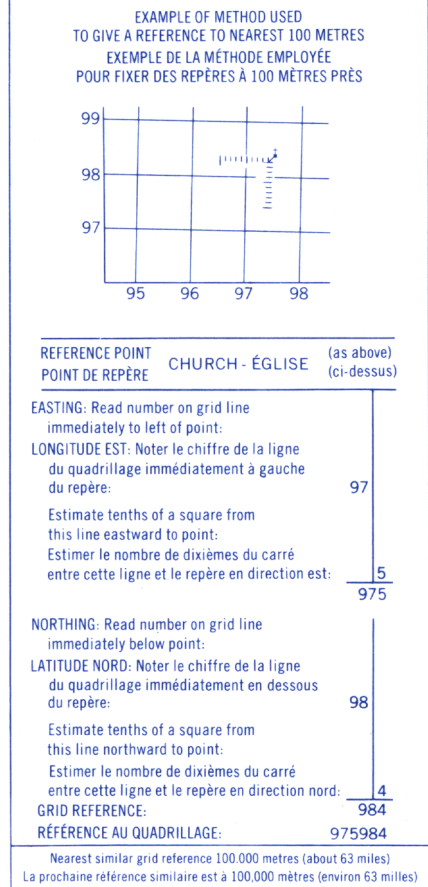 EXAMPLE OF METHOD USED
TO GIVE A REFERENCE TO NEAREST 100 METRES
EXEMPLE DE LA MÉTHODE EMPLOYÉE
POUR FIXER DES REPÈRES À 100 MÈTRES PRÈS
99
98
97
95 96 97 98
REFERENCE POINT
POINT DE REPÈRE
CHURCH - ÉGLISE
(as above)
(ci-dessus)
EASTING: Read number on grid line
immediately to left of point:
LONGITUDE EST: Noter le chiffre de la ligne
du quadrillage immédiatement à gauche
du repère: 97
Estimate tenths of a square from
this line eastward to point:
Estimer le nombre de dixièmes du carré
entre cette ligne et le repère en direction est: 5
975
NORTHING: Read number on grid line
immediately below point:
LATITUDE NORD: Noter le chiffre de la ligne
du quadrillage immédiatement en dessous
du repère: 98
Estimate tenths of a square from
this line northward to point:
Estimer le nombre de dixièmes du carré
entre cette ligne et le repère en direction nord: 4
GRID REFERENCE: 984
RÉFÉRENCE AU QUADRILLAGE: 975984
Nearest similar grid reference 100.000 metres (about 63 miles)
La prochaine référence similaire est à 100,000 mètres (environ 63 milles)